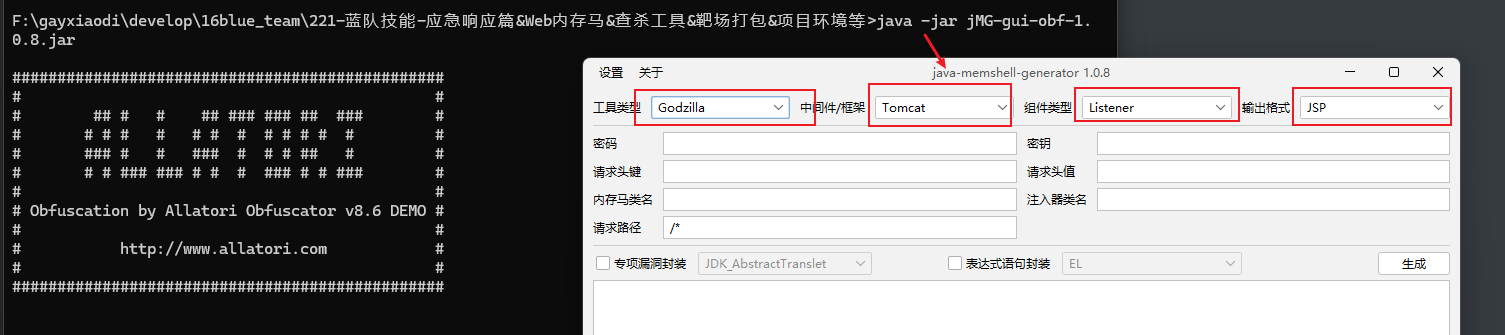 F:\gayxiaodi\develop\16blue_team\221-蓝队技能-应急响应篇&Web内存马&查杀工具&靶场打包&项目环境等>java -jar jMG-gui-obf-1.
0.8.jar
################################################
#                                              #
#        ## #   #    ## ### ### ##  ###        #
#       # # #   #   # #  #  # # # #  #         #
#       ### #   #   ###  #  # # ##   #         #
#       # # ### ### # #  #  ### # # ###        #
#                                              #
# Obfuscation by Allatori Obfuscator v8.6 DEMO #
#                                              #
#           http://www.allatori.com            #
#                                              #
################################################
设置 关于 java-memshell-generator 1.0.8
工具类型 Godzilla 中间件/框架 Tomcat 组件类型 Listener 输出格式 JSP
密码 密钥
请求头键 请求头值
内存马类名 注入器类名
请求路径 /*
专项漏洞封装 JDK_AbstractTranslet 表达式语句封装 EL 生成